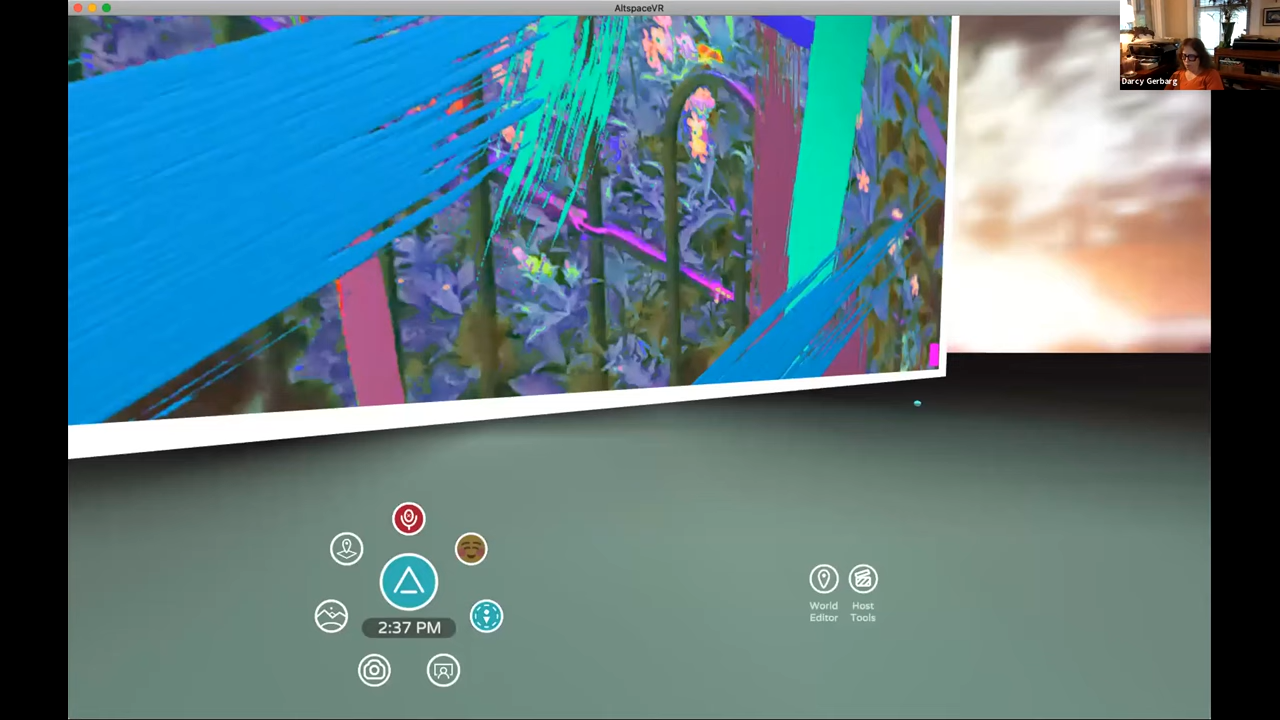 AltspaceVR
Darcy Gerbarg
World
Editor
Host
Tools
2:37 PM